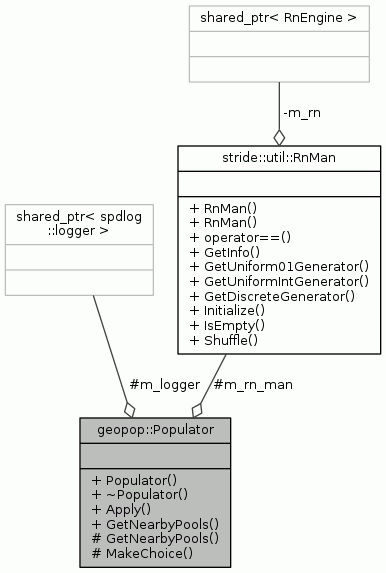 shared_ptr< RnEngine >
-m_rn
stride::util::RnMan
+ RnMan()
+ RnMan()
+ operator==()
+ GetInfo()
+ GetUniform01Generator()
+ GetUniformIntGenerator()
+ GetDiscreteGenerator()
+ Initialize()
+ IsEmpty()
+ Shuffle()
shared_ptr< spdlog
::logger >
#m_logger
#m_rn_man
geopop::Populator
+ Populator()
+ ~Populator()
+ Apply()
+ GetNearbyPools()
# GetNearbyPools()
# MakeChoice()